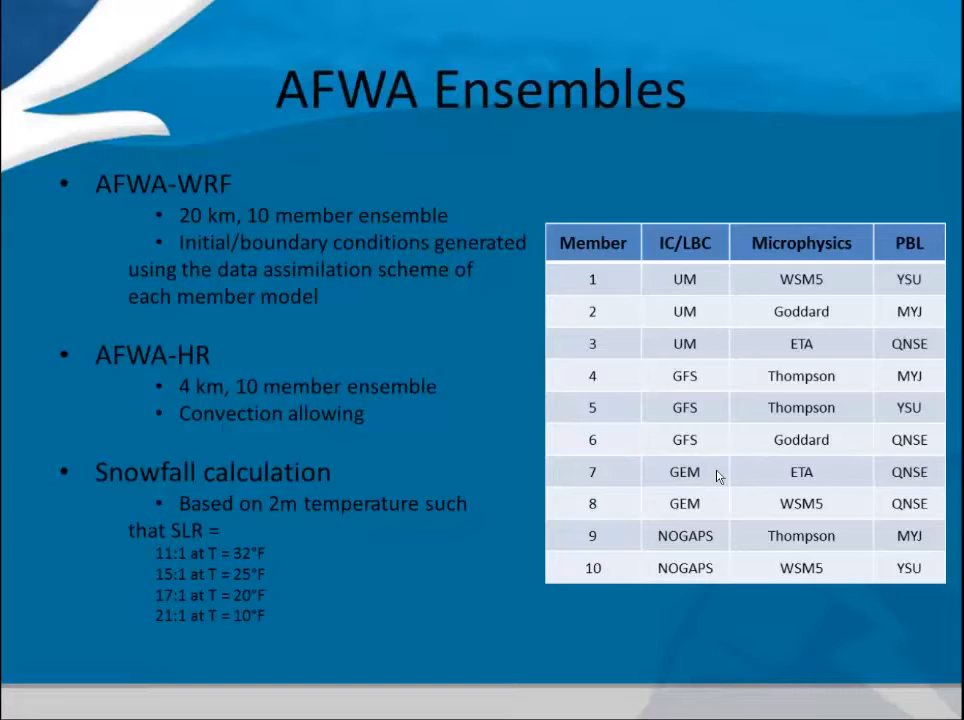 AFWA Ensembles
• AFWA-WRF
• 20 km, 10 member ensemble
• Initial/boundary conditions generated
using the data assimilation scheme of
each member model
• AFWA-HR
• 4 km, 10 member ensemble
• Convection allowing
• Snowfall calculation
• Based on 2m temperature such
that SLR =
11:1 at T = 32°F
15:1 at T = 25°F
17:1 at T = 20°F
21:1 at T = 10°F
Member IC/LBC Microphysics PBL
1 UM WSM5 YSU
2 UM Goddard MYJ
3 UM ETA QNSE
4 GFS Thompson MYJ
5 GFS Thompson YSU
6 GFS Goddard QNSE
7 GEM ETA QNSE
8 GEM WSM5 QNSE
9 NOGAPS Thompson MYJ
10 NOGAPS WSM5 YSU